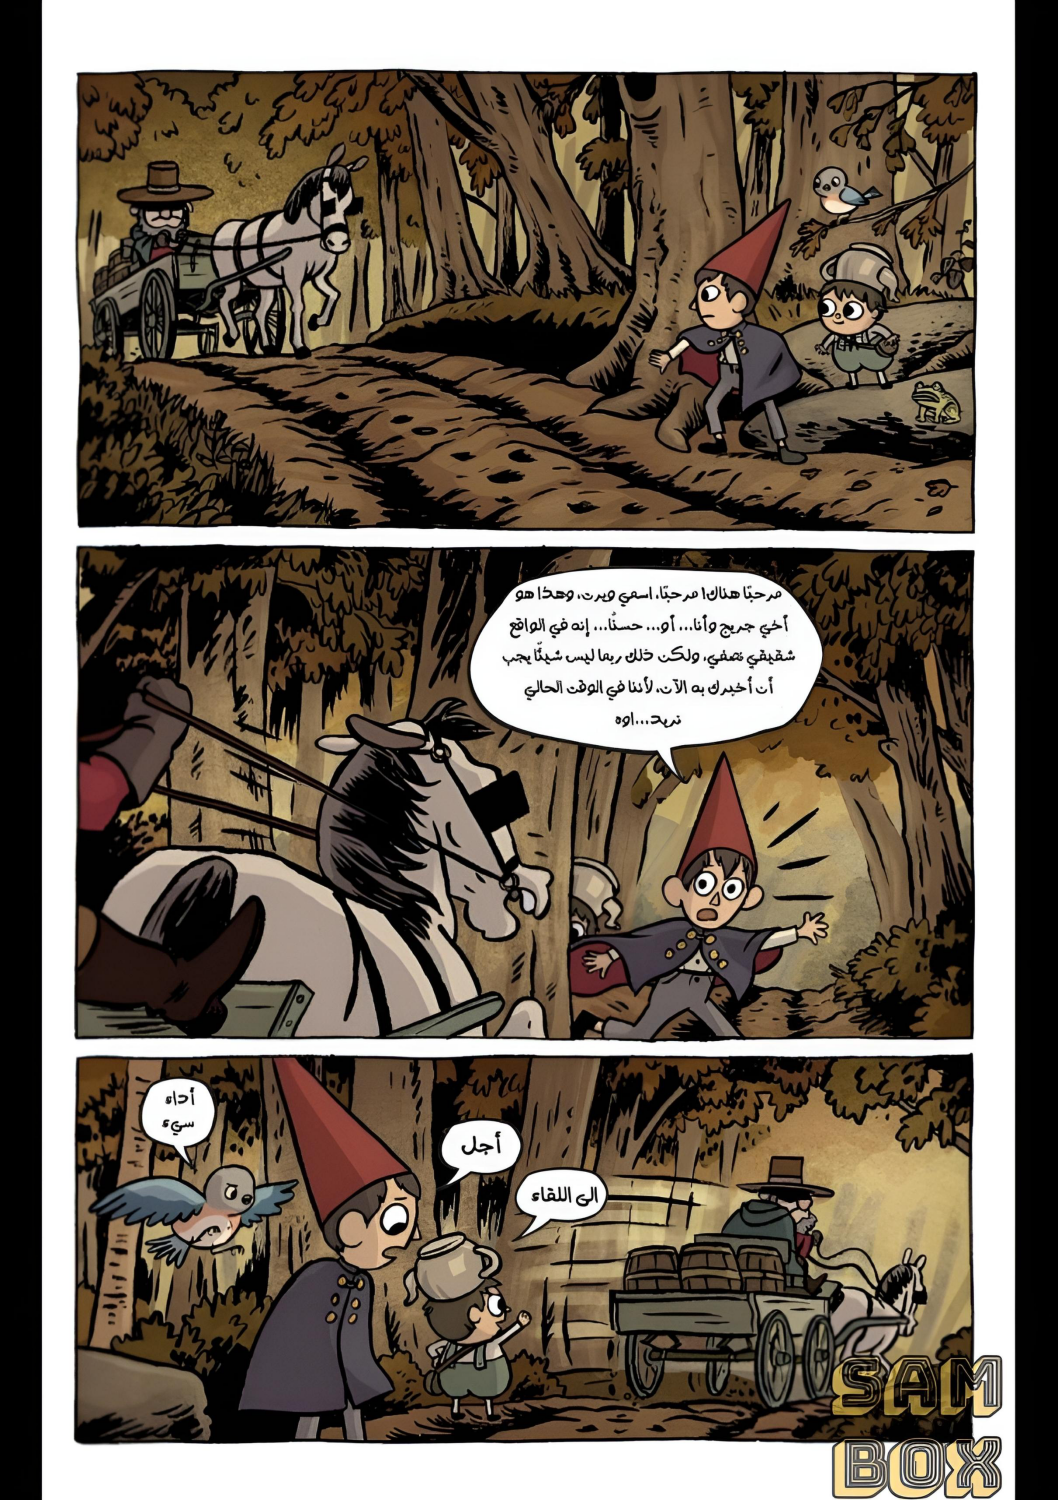 مرحبًا هناك! مرحبًا، اسمي ويرت، وهذا هو
أخي جريج وأنا... أو... حسنًا... إنه في الواقع
شقيقي نصفي، ولكن ذلك ربما ليس شيئًا يجب
أن أخبرك به الآن، لأننا في الوقت الحالي
نريد...اوه
أداء
سيء
أجل
الى اللقاء
SAM
BOX